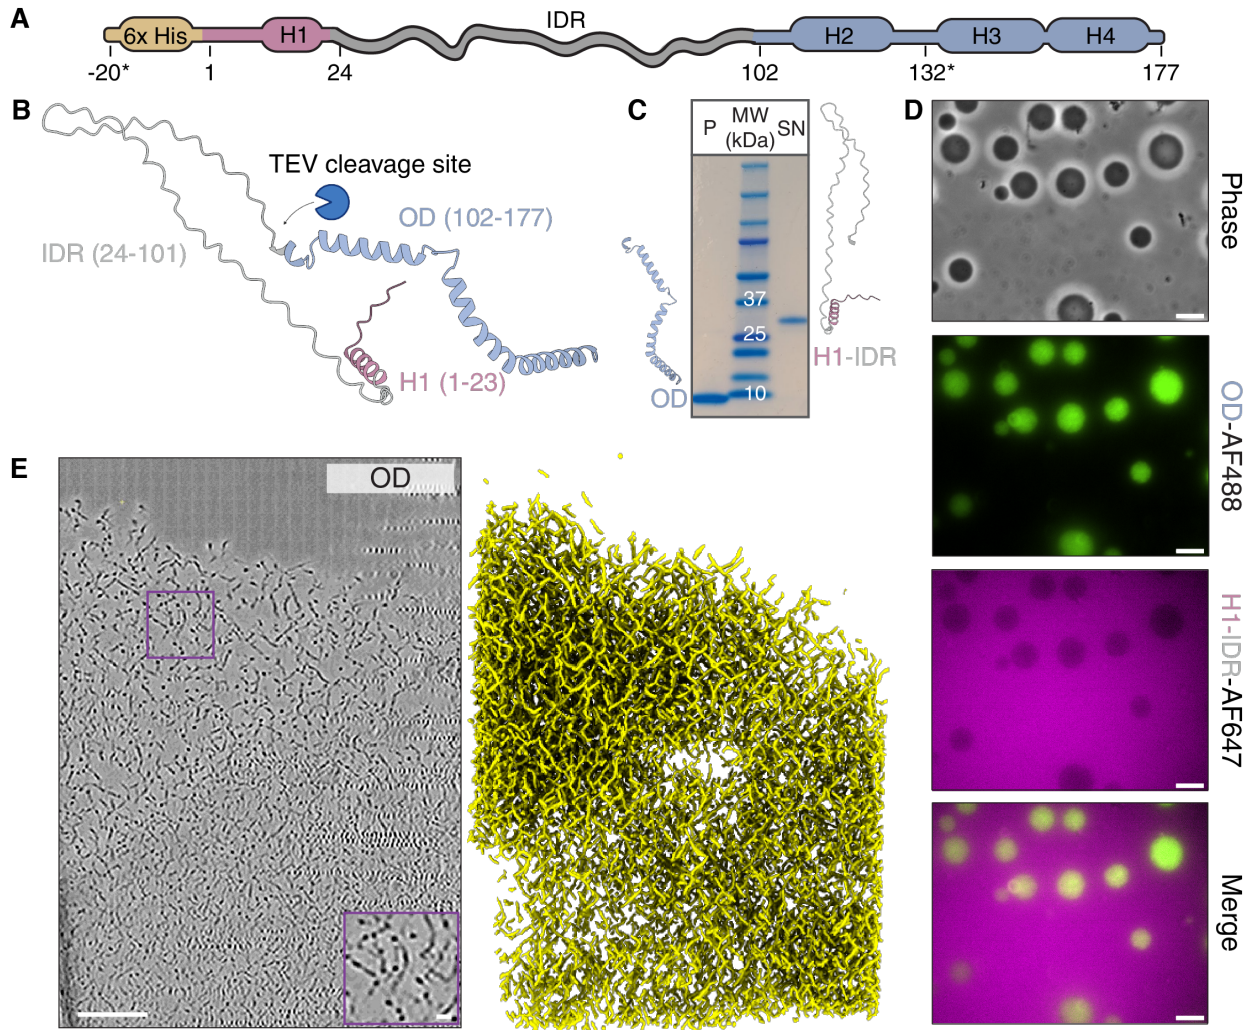 A
IDR
6x His
H1
H2
H3
H4
-20*
1
24
102
132*
177
B
TEV cleavage site
OD (102-177)
IDR (24-101)
H1 (1-23)
C
P
MW
(kDa)
SN
37
25
10
OD
H1-IDR
D
Phase
OD-AF488
H1-IDR-AF647
Merge
E
OD